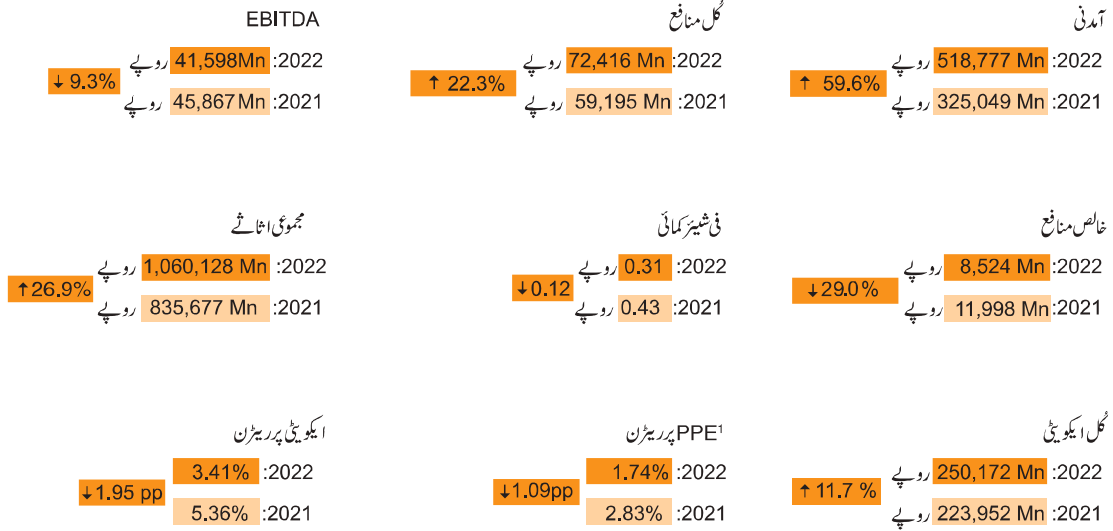 آمدنی
2022: 518,777 Mn روپے
↑ 59.6%
2021: 325,049 Mn روپے
کُل منافع
2022: 72,416 Mn روپے
↑ 22.3%
2021: 59,195 Mn روپے
EBITDA
2022: 41,598Mn روپے
↓ 9.3%
2021: 45,867 Mn روپے
خالص منافع
2022: 8,524 Mn روپے
↓29.0%
2021: 11,998 Mn روپے
فی شیئر کمائی
2022: 0.31 روپے
↓0.12
2021: 0.43 روپے
مجموعی اثاثے
2022: 1,060,128 Mn روپے
↑26.9%
2021: 835,677 Mn روپے
کُل ایکویٹی
2022: 250,172 Mn روپے
↑ 11.7 %
2021: 223,952 Mn روپے
PPE¹ پر ریٹرن
2022: 1.74%
↓1.09pp
2021: 2.83%
ایکویٹی پر ریٹرن
2022: 3.41%
↓1.95 pp
2021: 5.36%